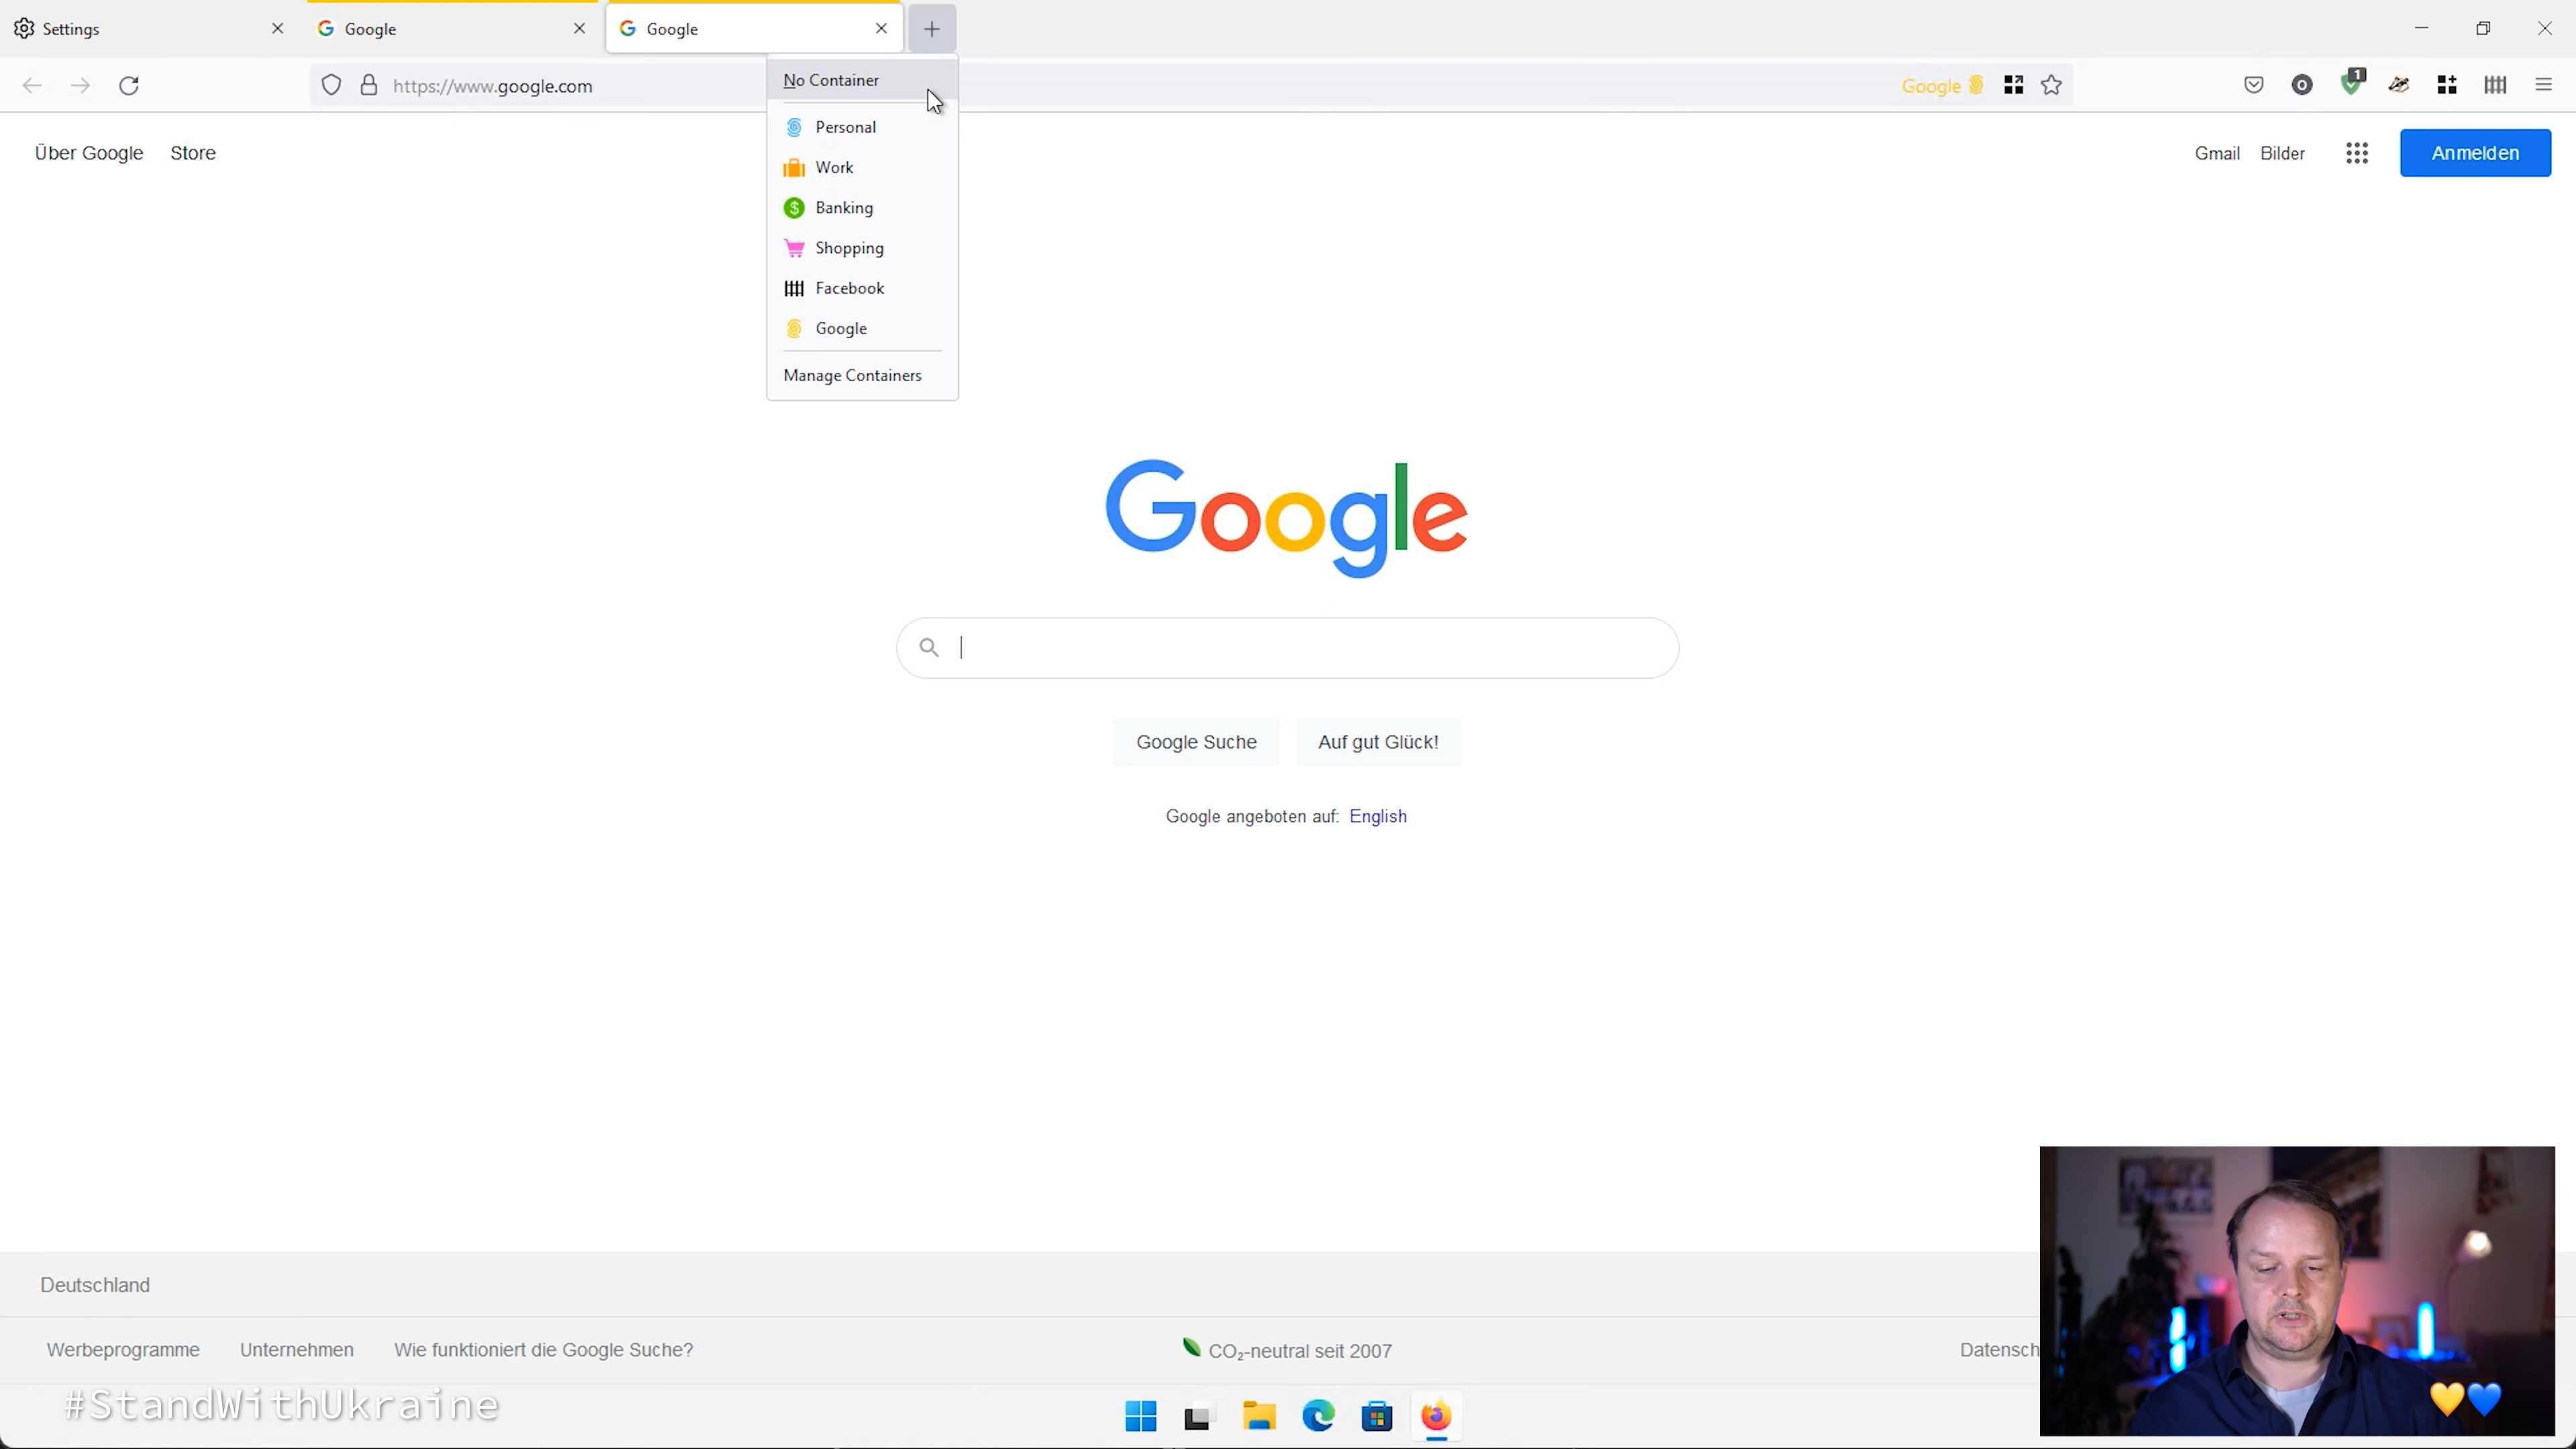 Settings
Google
Google
https://www.google.com
Google
1
No Container
Personal
Work
Banking
Shopping
Facebook
Google
Manage Containers
Über Google
Store
Gmail
Bilder
Anmelden
Google
Google Suche
Auf gut Glück!
Google angeboten auf: English
Deutschland
Werbeprogramme
Unternehmen
Wie funktioniert die Google Suche?
CO₂-neutral seit 2007
Datensch
#StandWithUkraine